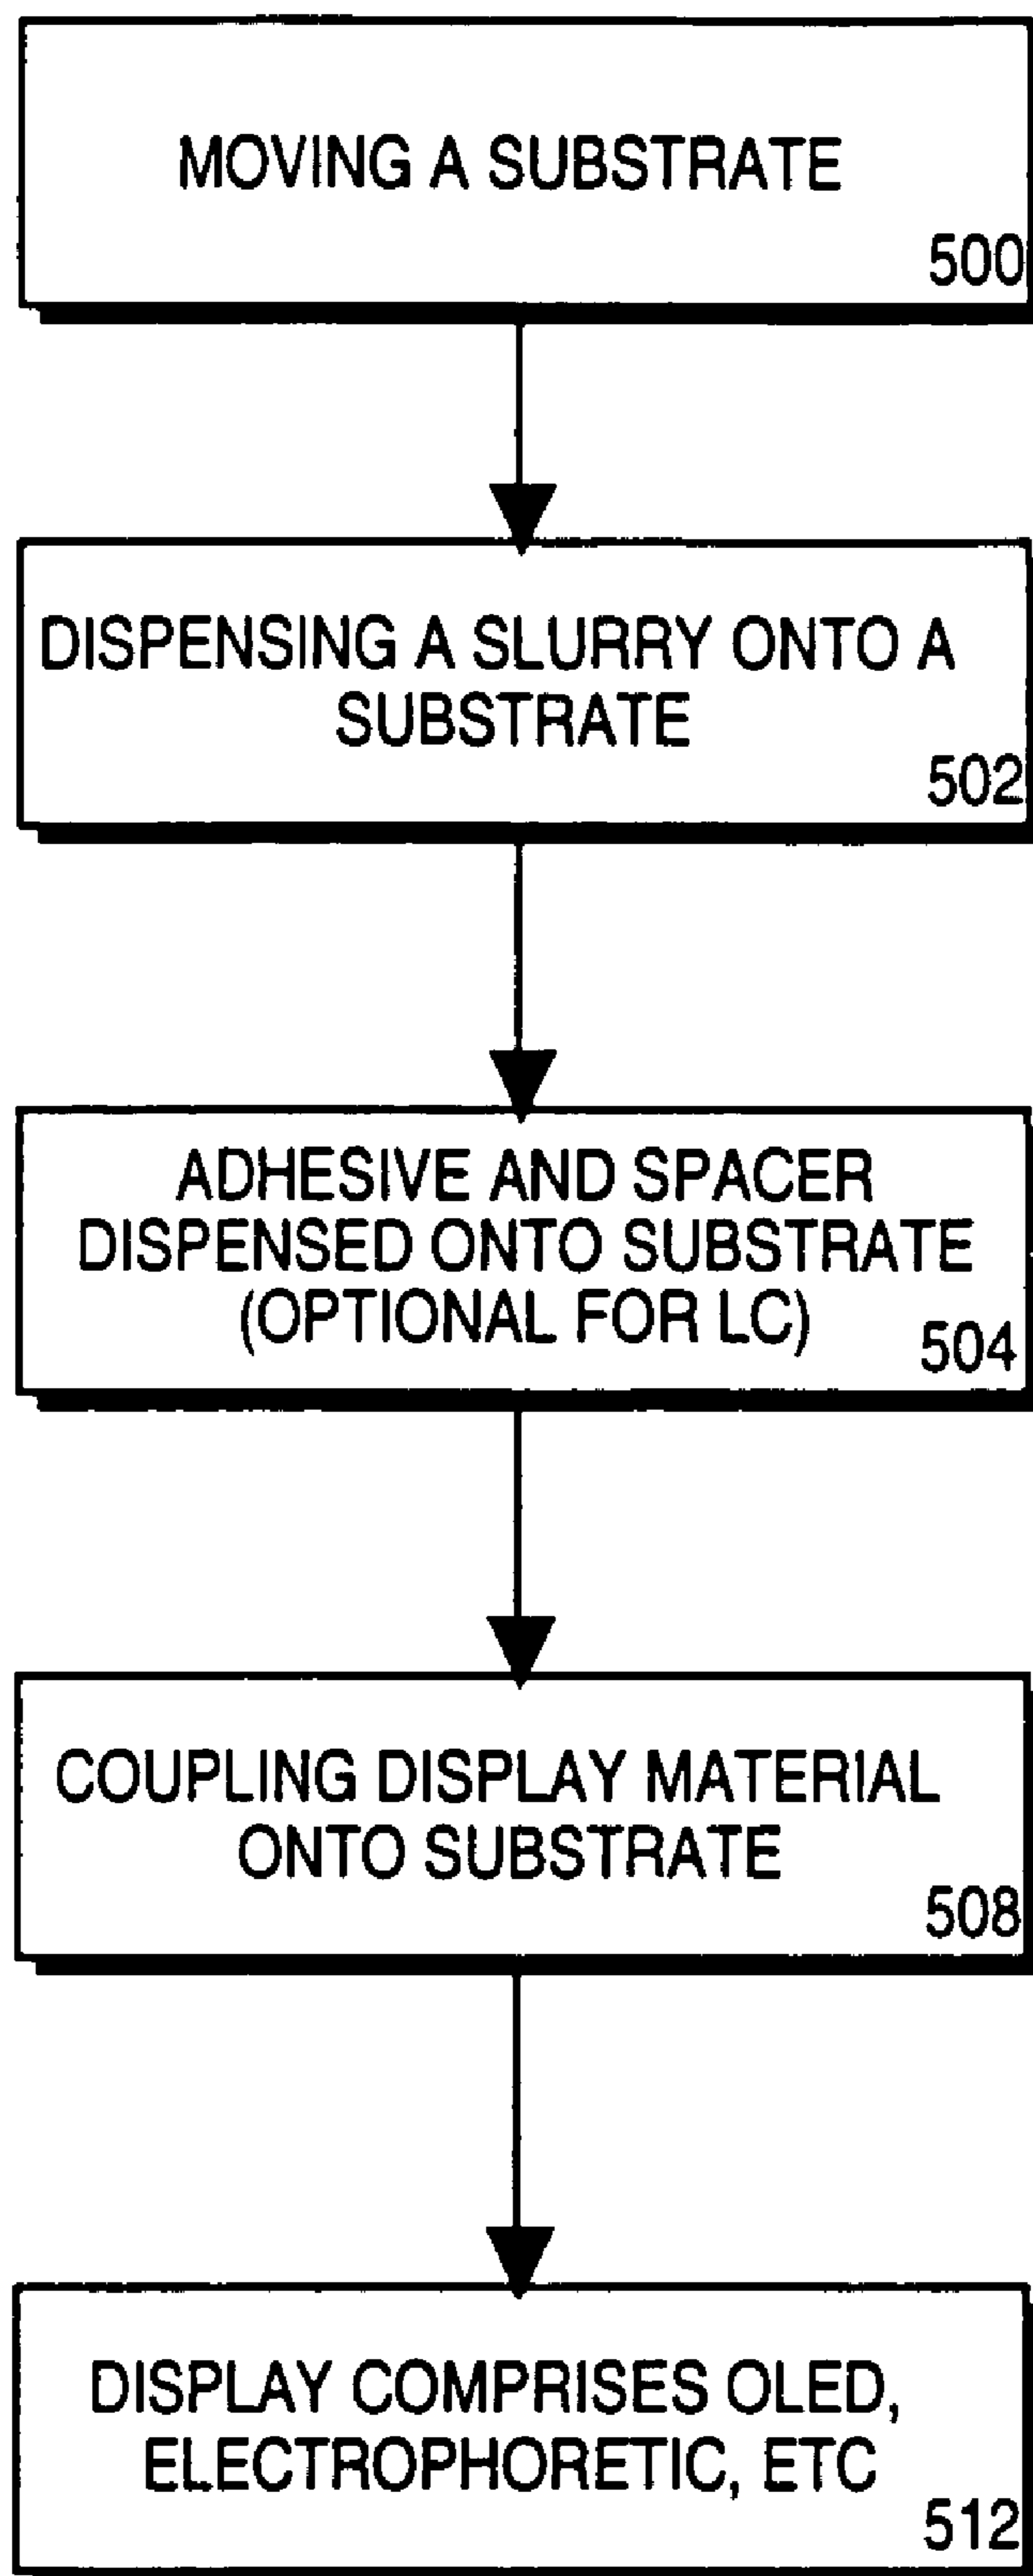 MOVING A SUBSTRATE
500
DISPENSING A SLURRY ONTO A
SUBSTRATE
502
ADHESIVE AND SPACER
DISPENSED ONTO SUBSTRATE
(OPTIONAL FOR LC)
504
COUPLING DISPLAY MATERIAL
ONTO SUBSTRATE
508
DISPLAY COMPRISES OLED,
ELECTROPHORETIC, ETC
512